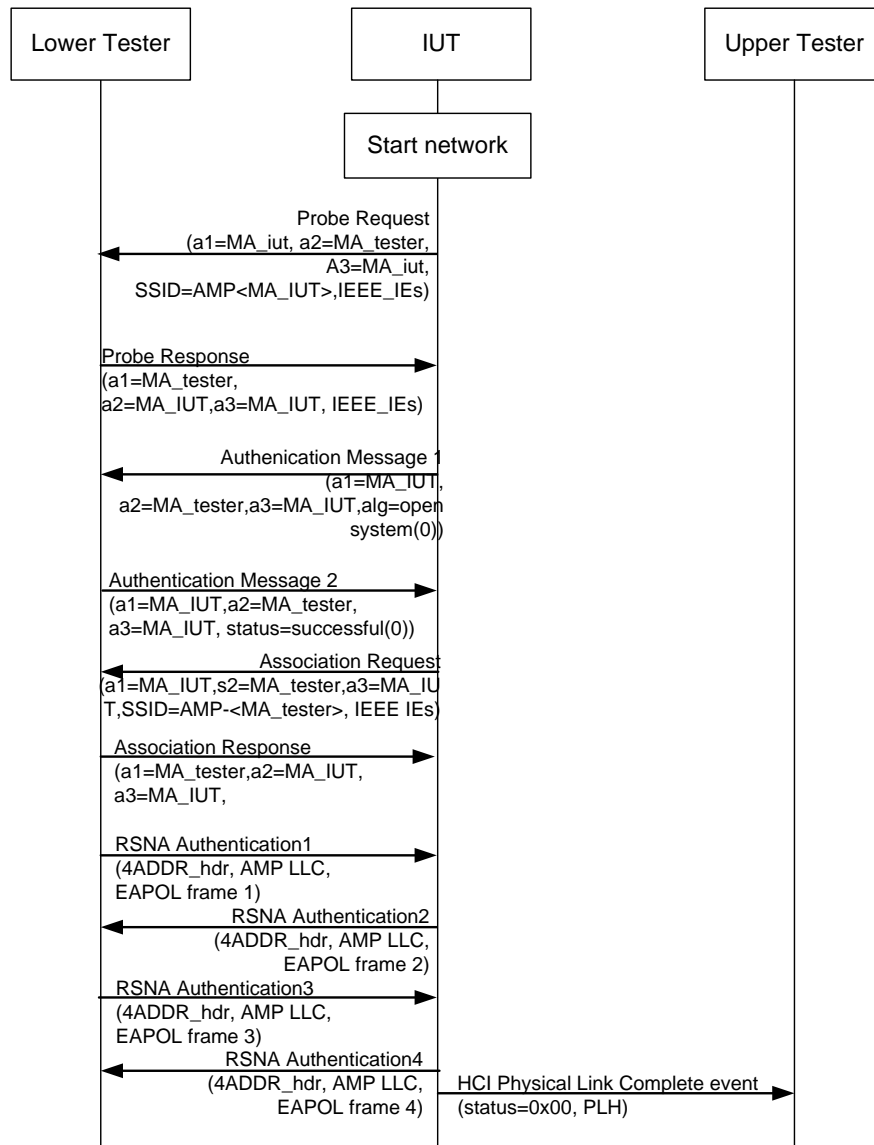 Lower Tester
IUT
Upper Tester
Start network
Probe Request
(a1=MA_iut, a2=MA_tester,
A3=MA_iut,
SSID=AMP<MA_IUT>,IEEE_IEs)
Probe Response
(a1=MA_tester,
a2=MA_IUT,a3=MA_IUT, IEEE_IEs)
Authenication Message 1
(a1=MA_IUT,
a2=MA_tester,a3=MA_IUT,alg=open
system(0))
Authentication Message 2
(a1=MA_IUT,a2=MA_tester,
a3=MA_IUT, status=successful(0))
Association Request
(a1=MA_IUT,s2=MA_tester,a3=MA_IU
T,SSID=AMP-<MA_tester>, IEEE IEs)
Association Response
(a1=MA_tester,a2=MA_IUT,
a3=MA_IUT,
RSNA Authentication1
(4ADDR_hdr, AMP LLC,
EAPOL frame 1)
RSNA Authentication2
(4ADDR_hdr, AMP LLC,
EAPOL frame 2)
RSNA Authentication3
(4ADDR_hdr, AMP LLC,
EAPOL frame 3)
RSNA Authentication4
(4ADDR_hdr, AMP LLC,
EAPOL frame 4)
HCI Physical Link Complete event
(status=0x00, PLH)